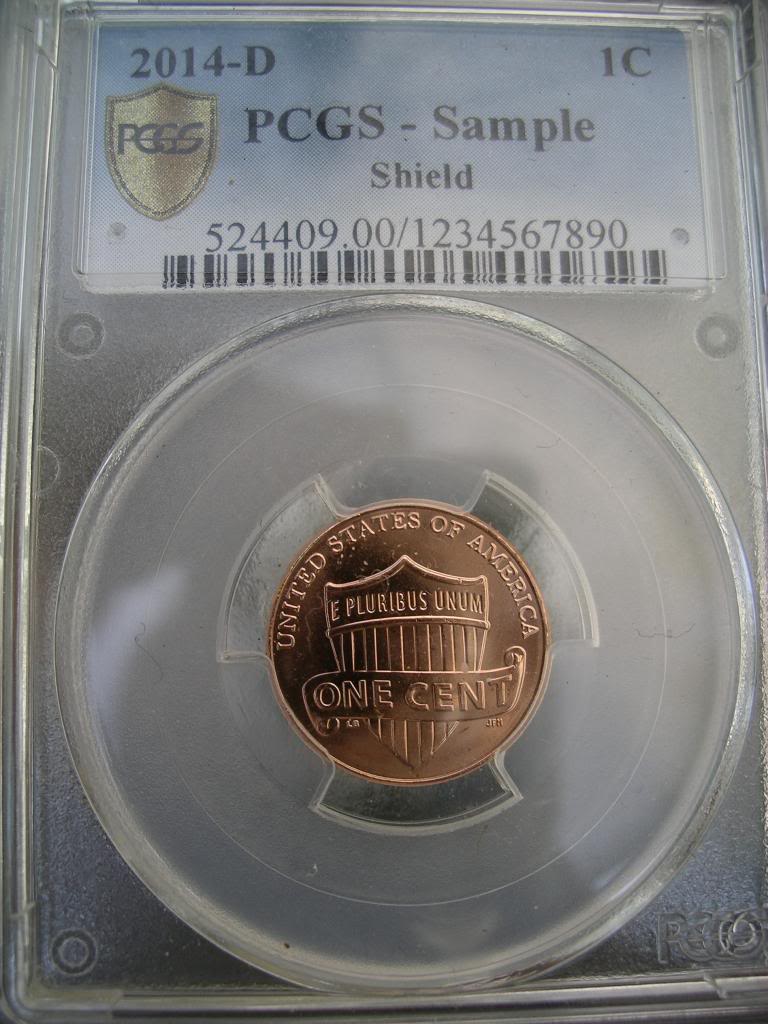 2014-D 1C
PCGS
PCGS - Sample
Shield
524409.00/1234567890
UNITED STATES OF AMERICA
E PLURIBUS UNUM
ONE CENT
LB JFM
PCGS